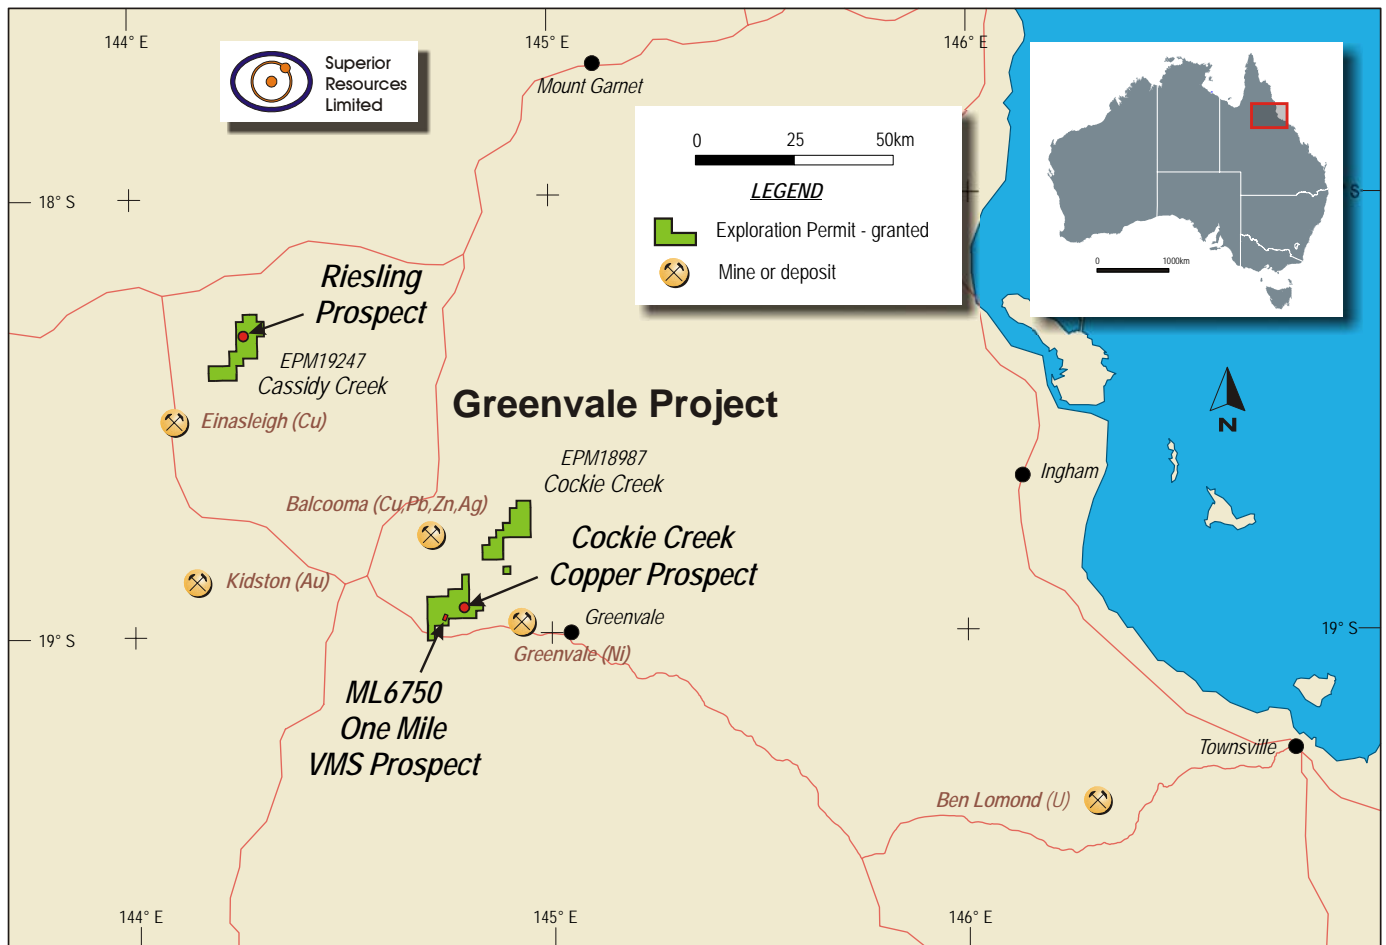 144° E
145° E
146° E
Superior
Resources
Limited
Mount Garnet
0 25 50km
LEGEND
Exploration Permit - granted
Mine or deposit
0 1000km
18° S
S
Riesling
Prospect
EPM19247
Cassidy Creek
Einasleigh (Cu)
Greenvale Project
EPM18987
Cockie Creek
Balcooma (Cu,Pb,Zn,Ag)
Cockie Creek
Copper Prospect
Kidston (Au)
N
Ingham
Greenvale
Greenvale (Ni)
19° S
19° S
ML6750
One Mile
VMS Prospect
Townsville
Ben Lomond (U)
144° E
145° E
146° E